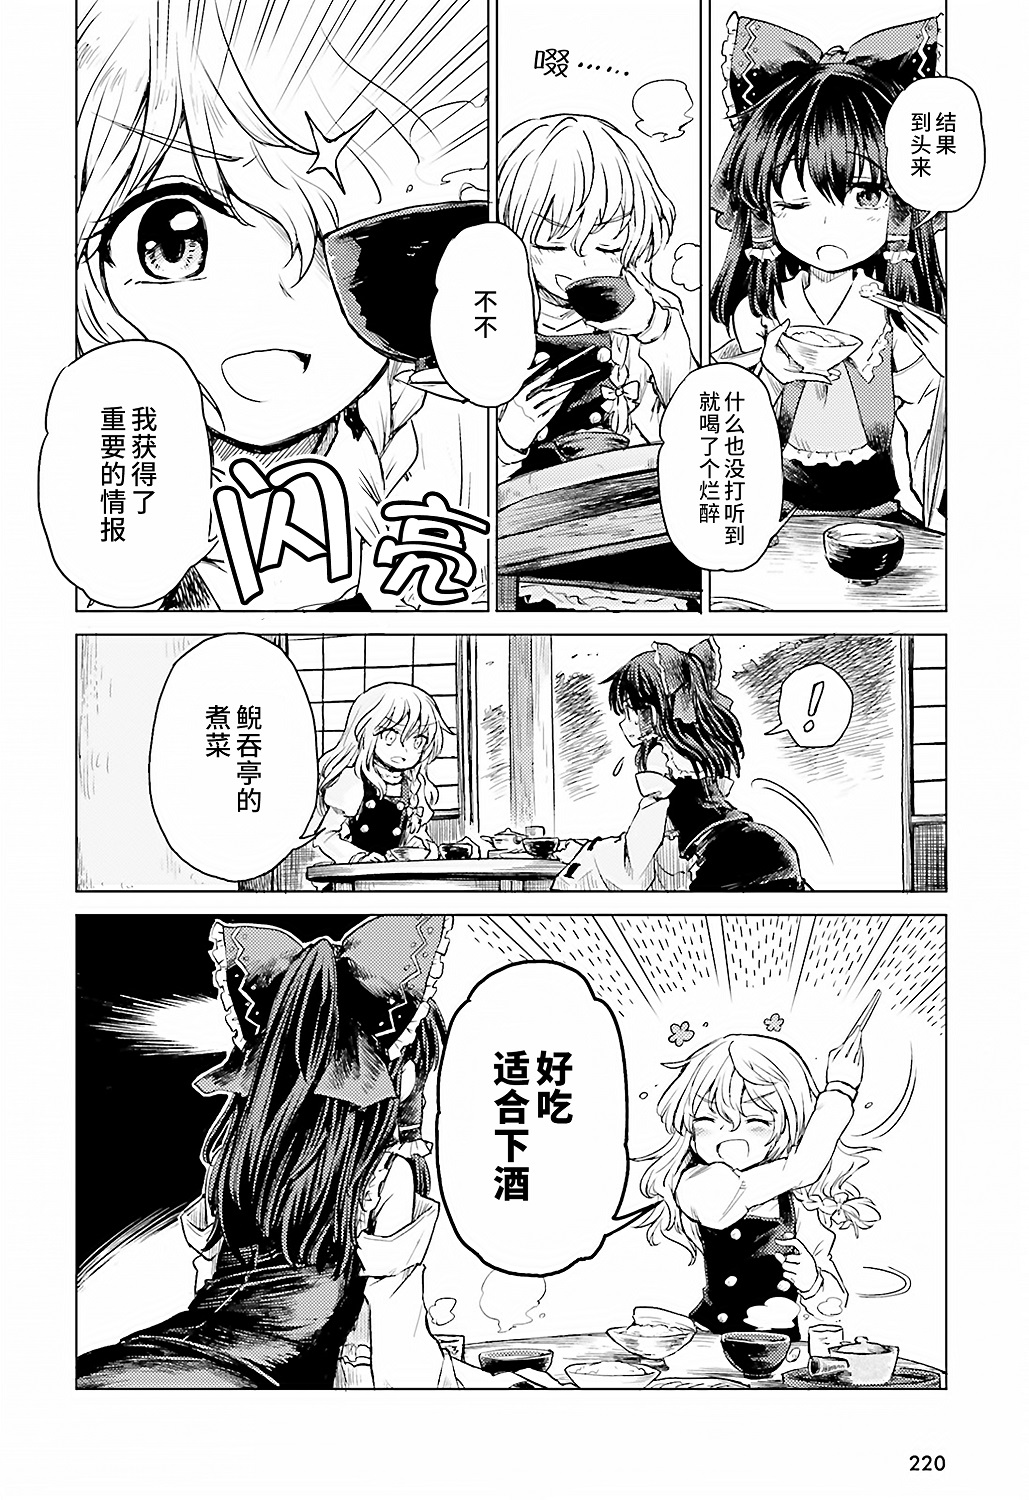 结果
到头来
什么也没打听到
就喝了个烂醉
啜……
不不
我获得了
重要的情报
闪亮
！
鲵吞亭的
煮菜
好吃
适合下酒
220